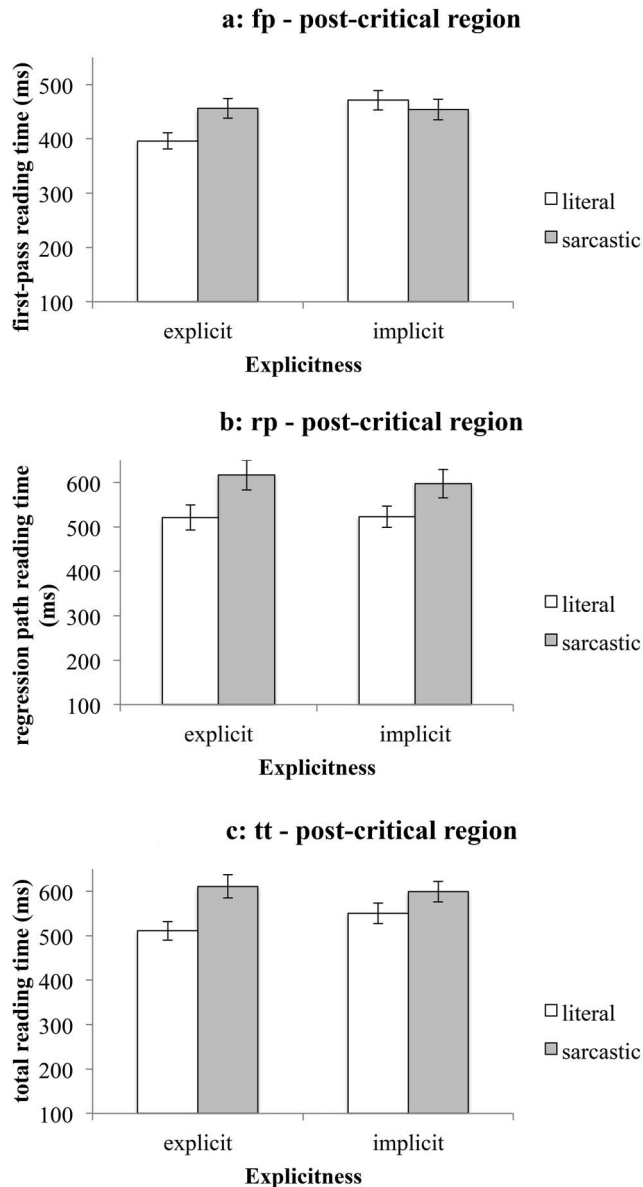 a: fp - post-critical region
first-pass reading time (ms)
500
400
300
200
100
explicit
implicit
Explicitness
literal
sarcastic
b: rp - post-critical region
regression path reading time
(ms)
600
500
400
300
200
100
explicit
implicit
Explicitness
literal
sarcastic
c: tt - post-critical region
total reading time (ms)
600
500
400
300
200
100
explicit
implicit
Explicitness
literal
sarcastic